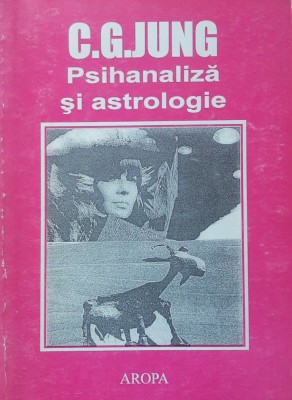 C.G.JUNG
Psihanaliză
şi astrologie
AROPA